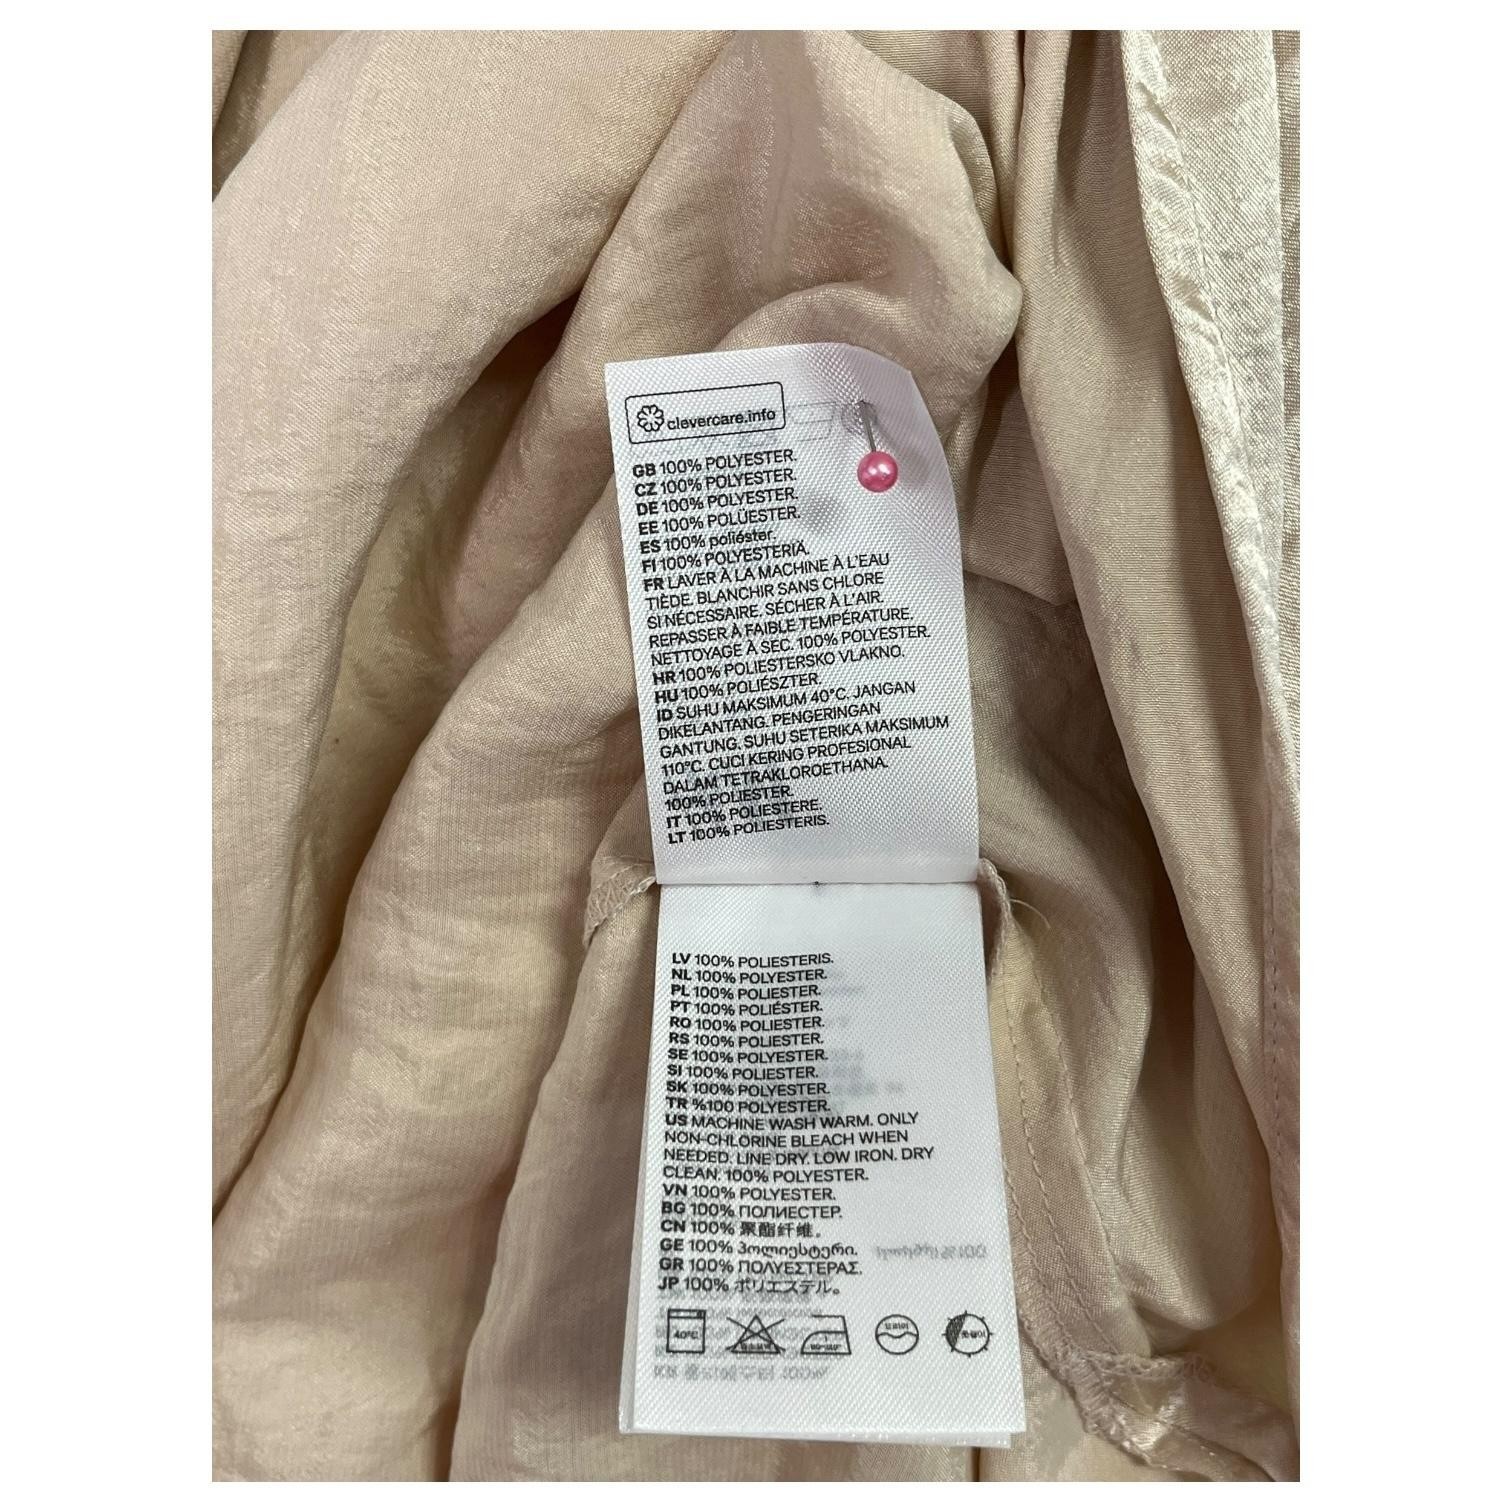 clevercare.info
GB 100% POLYESTER.
CZ 100% POLYESTER.
DE 100% POLYESTER.
EE 100% POLÜESTER.
ES 100% poliéster.
FI 100% POLYESTERIÄ.
FR LAVER À LA MACHINE À L'EAU
TIÈDE. BLANCHIR SANS CHLORE
SI NÉCESSAIRE. SÉCHER À L'AIR.
REPASSER À FAIBLE TEMPÉRATURE.
NETTOYAGE À SEC. 100% POLYESTER.
HR 100% POLIESTERSKO VLAKNO.
HU 100% POLIÉSZTER.
ID SUHU MAKSIMUM 40°C. JANGAN
DIKELANTANG. PENGERINGAN
GANTUNG. SUHU SETERIKA MAKSIMUM
110°C. CUCI KERING PROFESIONAL
DALAM TETRAKLOROETHANA.
100% POLIESTER.
IT 100% POLIESTERE.
LT 100% POLIESTERIS.
LV 100% POLIESTERIS.
NL 100% POLYESTER.
PL 100% POLIESTER.
PT 100% POLIÉSTER.
RO 100% POLIESTER.
RS 100% POLIESTER.
SE 100% POLYESTER.
SI 100% POLIESTER.
SK 100% POLYESTER.
TR %100 POLYESTER.
US MACHINE WASH WARM. ONLY
NON-CHLORINE BLEACH WHEN
NEEDED. LINE DRY. LOW IRON. DRY
CLEAN. 100% POLYESTER.
VN 100% POLYESTER.
BG 100% ПОЛИЕСТЕР.
CN 100% 聚酯纤维。
GE 100% პოლიესტერი.
GR 100% ΠΟΛΥΕΣΤΕΡΑΣ.
JP 100% ポリエステル。
40°C